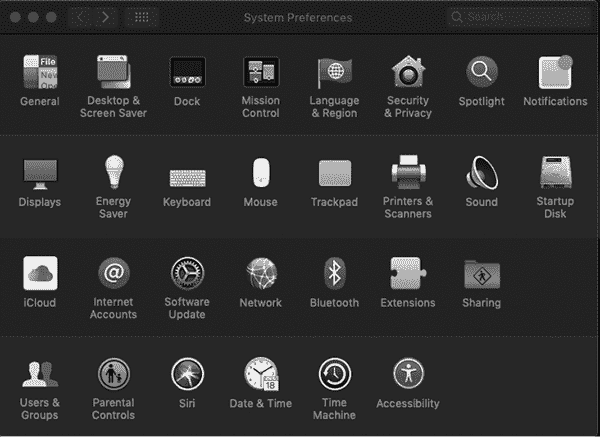 System Preferences
Search
File
New
Ope
General
Desktop &
Screen Saver
Dock
Mission
Control
Language
& Region
Security
& Privacy
Spotlight
Notifications
Displays
Energy
Saver
Keyboard
Mouse
Trackpad
Printers &
Scanners
Sound
Startup
Disk
iCloud
@
Internet
Accounts
Software
Update
Network
Bluetooth
Extensions
Sharing
Users &
Groups
Parental
Controls
Siri
18
Date & Time
Time
Machine
Accessibility